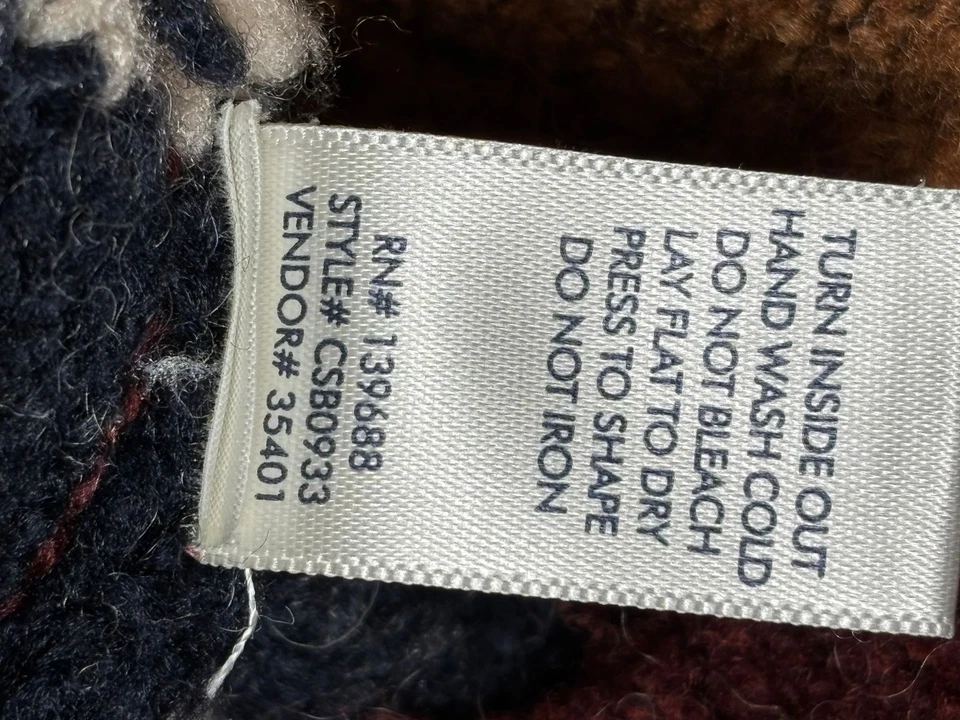 TURN INSIDE OUT
HAND WASH COLD
DO NOT BLEACH
LAY FLAT TO DRY
PRESS TO SHAPE
DO NOT IRON
RN# 139688
STYLE# CSB0933
VENDOR# 35401